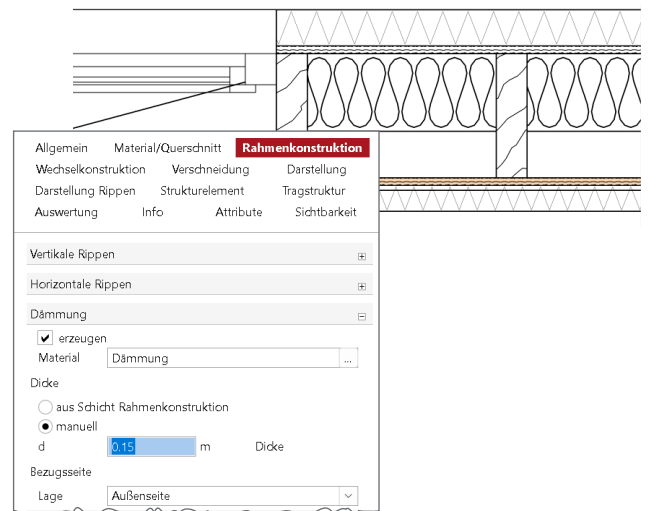 Allgemein Material/Querschnitt Rahmenkonstruktion
Wechselkonstruktion Verschneidung Darstellung
Darstellung Rippen Strukturelement Tragstruktur
Auswertung Info Attribute Sichtbarkeit
Vertikale Rippen
Horizontale Rippen
Dämmung
erzeugen
Material Dämmung ...
Dicke
aus Schicht Rahmenkonstruktion
manuell
d 0.15 m Dicke
Bezugsseite
Lage Außenseite